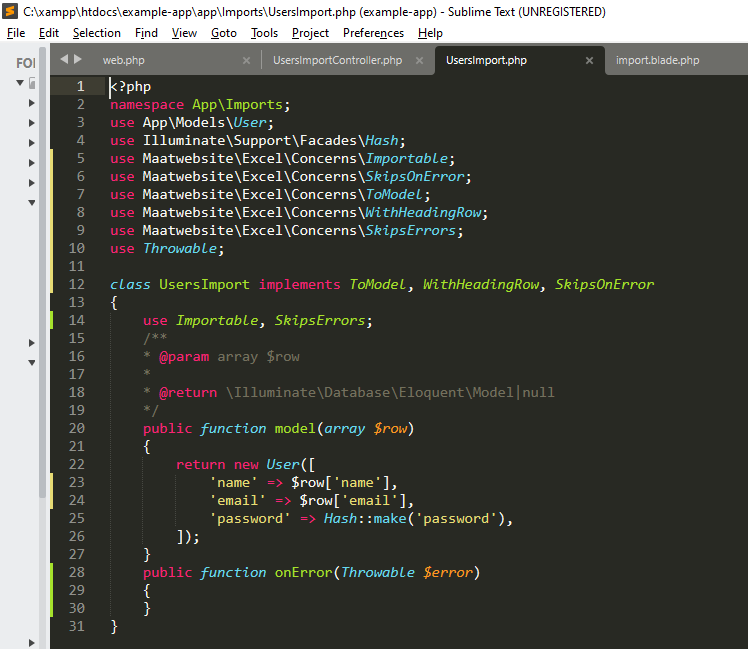 C:\xampp\htdocs\example-app\app\Imports\UsersImport.php (example-app) - Sublime Text (UNREGISTERED)
File Edit Selection Find View Goto Tools Project Preferences Help
web.php × UsersImportController.php × UsersImport.php × import.blade.php
1 <?php
2 namespace App\Imports;
3 use App\Models\User;
4 use Illuminate\Support\Facades\Hash;
5 use Maatwebsite\Excel\Concerns\Importable;
6 use Maatwebsite\Excel\Concerns\SkipsOnError;
7 use Maatwebsite\Excel\Concerns\ToModel;
8 use Maatwebsite\Excel\Concerns\WithHeadingRow;
9 use Maatwebsite\Excel\Concerns\SkipsErrors;
10 use Throwable;
11
12 class UsersImport implements ToModel, WithHeadingRow, SkipsOnError
13 {
14     use Importable, SkipsErrors;
15     /**
16     * @param array $row
17     *
18     * @return \Illuminate\Database\Eloquent\Model|null
19     */
20     public function model(array $row)
21     {
22         return new User([
23             'name' => $row['name'],
24             'email' => $row['email'],
25             'password' => Hash::make('password'),
26         ]);
27     }
28     public function onError(Throwable $error)
29     {
30     }
31 }